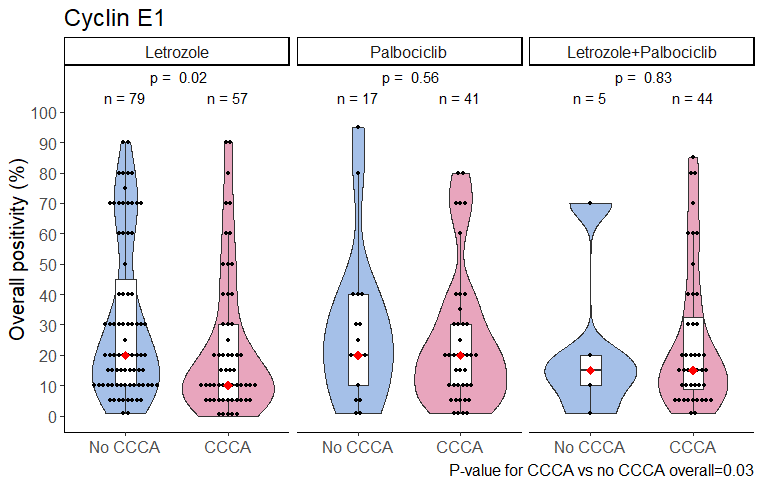 Cyclin E1
Letrozole Palbociclib Letrozole+Palbociclib
p = 0.02 p = 0.56 p = 0.83
n = 79 n = 57 n = 17 n = 41 n = 5 n = 44
Overall positivity (%)
100
90
80
70
60
50
40
30
20
10
0
No CCCA CCCA No CCCA CCCA No CCCA CCCA
P-value for CCCA vs no CCCA overall=0.03